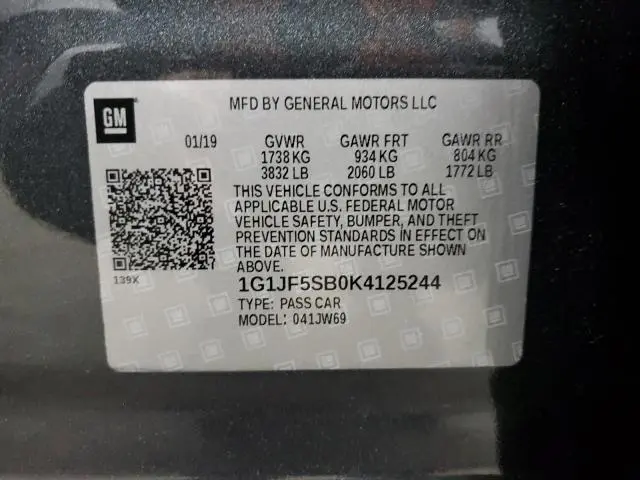 GM
MFD BY GENERAL MOTORS LLC
01/19 GVWR GAWR FRT GAWR RR
1738 KG 934 KG 804 KG
3832 LB 2060 LB 1772 LB
THIS VEHICLE CONFORMS TO ALL
APPLICABLE U.S. FEDERAL MOTOR
VEHICLE SAFETY, BUMPER, AND THEFT
PREVENTION STANDARDS IN EFFECT ON
THE DATE OF MANUFACTURE SHOWN
ABOVE.
139X
1G1JF5SB0K4125244
TYPE: PASS CAR
MODEL: 041JW69